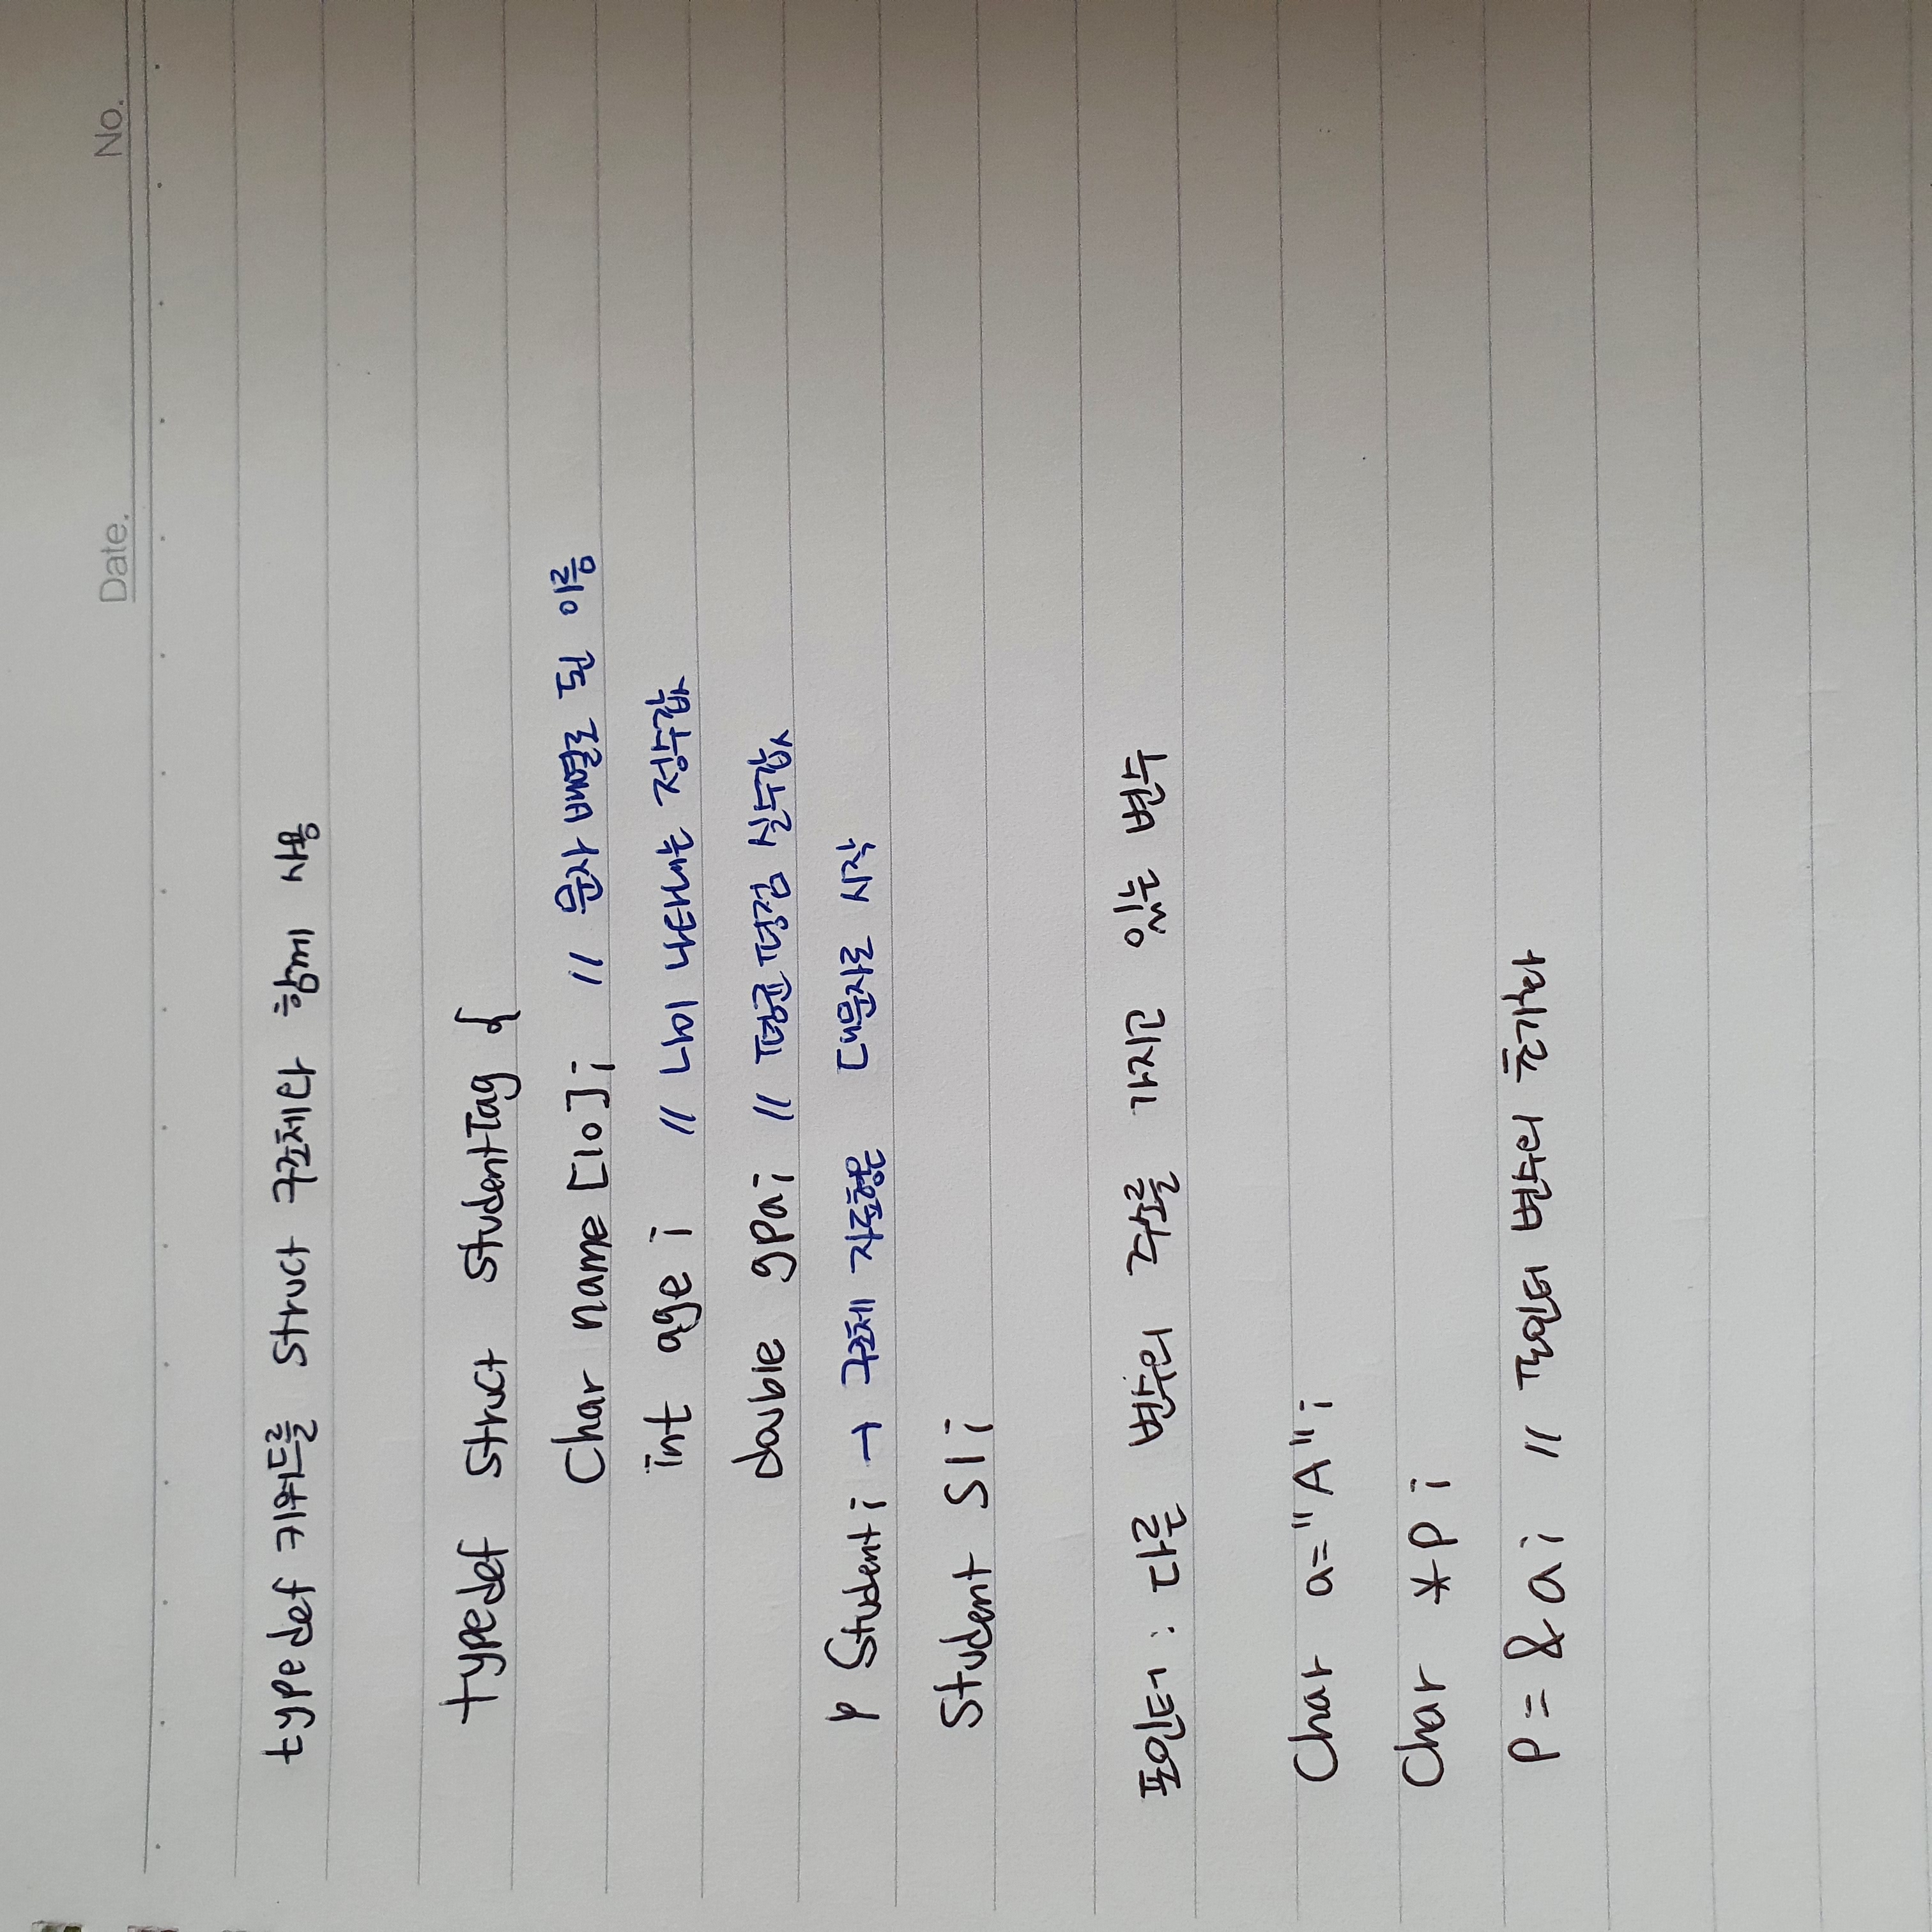 Date. No.
typedef 키워드를 struct 구조체와 함께 사용
typedef struct studentTag {
Char name [10]; // 문자 배열로 된 이름
int age ; // 나이 나타내는 정수값
double gpa; // 평균평점 실수값
} Student; → 구조체 자료형은 대문자로 시작
Student S1;
포인터 : 다른 변수의 주소를 가지고 있는 변수
Char a="A";
Char *p ;
P = &a; // 포인터 변수의 초기화